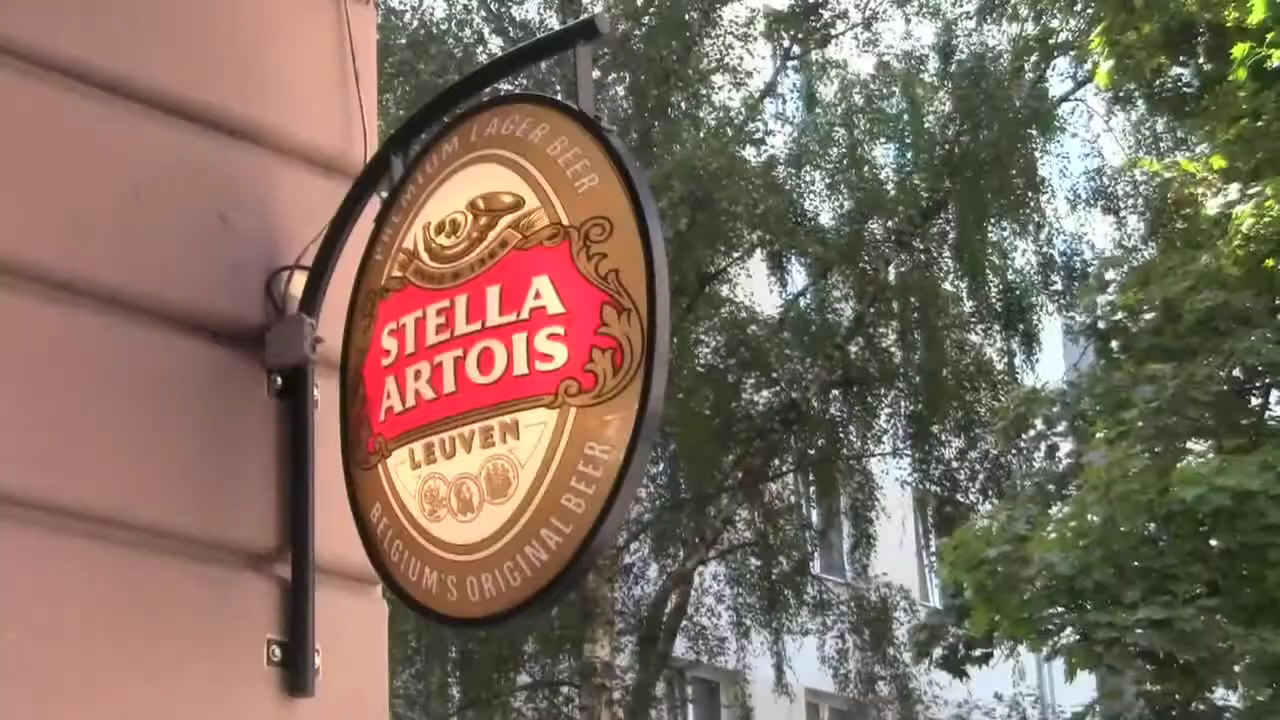 PREMIUM LAGER BEER
STELLA
ARTOIS
LEUVEN
BELGIUM'S ORIGINAL BEER